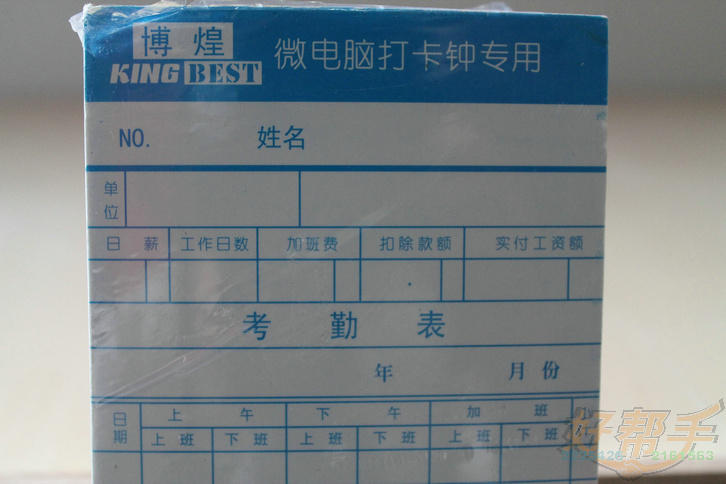 博煌 微电脑打卡钟专用
KING BEST
NO. 姓名
单位
日薪 工作日数 加班费 扣除款额 实付工资额
考勤表
年 月份
日期 上午 下午 加班
上班 下班 上班 下班 上班 下班
好帮手